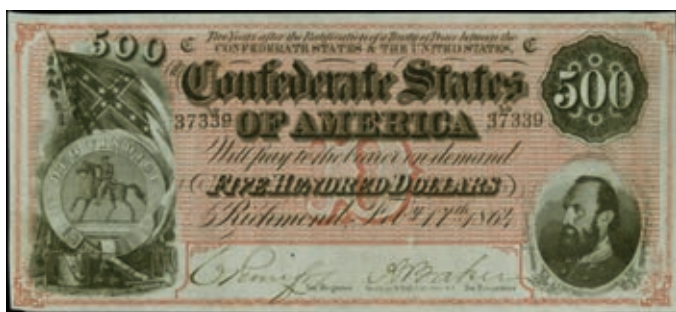 Two Years after the Ratification of a Treaty of Peace between the
CONFEDERATE STATES & THE UNITED STATES,
500 C C
Confederate States 500
37339 OF AMERICA 37339
Will pay to the bearer on demand
FIVE HUNDRED DOLLARS
Richmond Feb 17th 1864